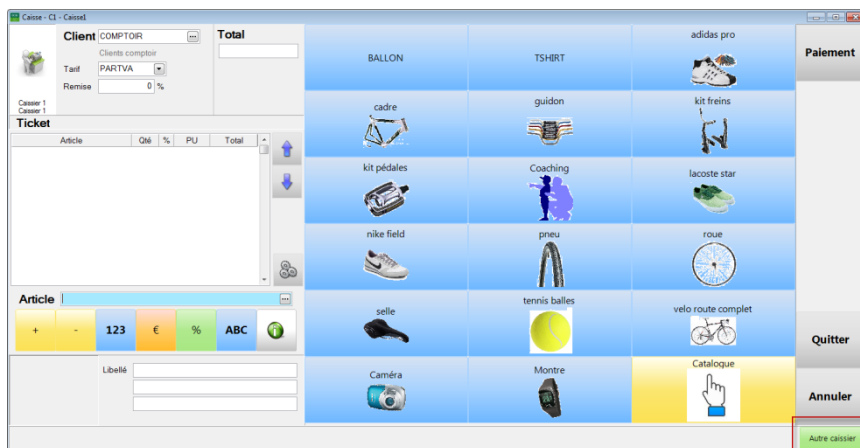 Caisse - C1 - Caisse1
Client COMPTOIR ...
Clients comptoir
Tarif PARTVA
Remise 0 %
Caissier 1
Caissier 1
Total
Ticket
Article Qté % PU Total
Article ...
+ - 123 € % ABC
Libellé
BALLON TSHIRT adidas pro
cadre guidon kit freins
kit pédales Coaching lacoste star
nike field pneu roue
selle tennis balles velo route complet
Caméra Montre Catalogue
Paiement
Quitter
Annuler
Autre caissier